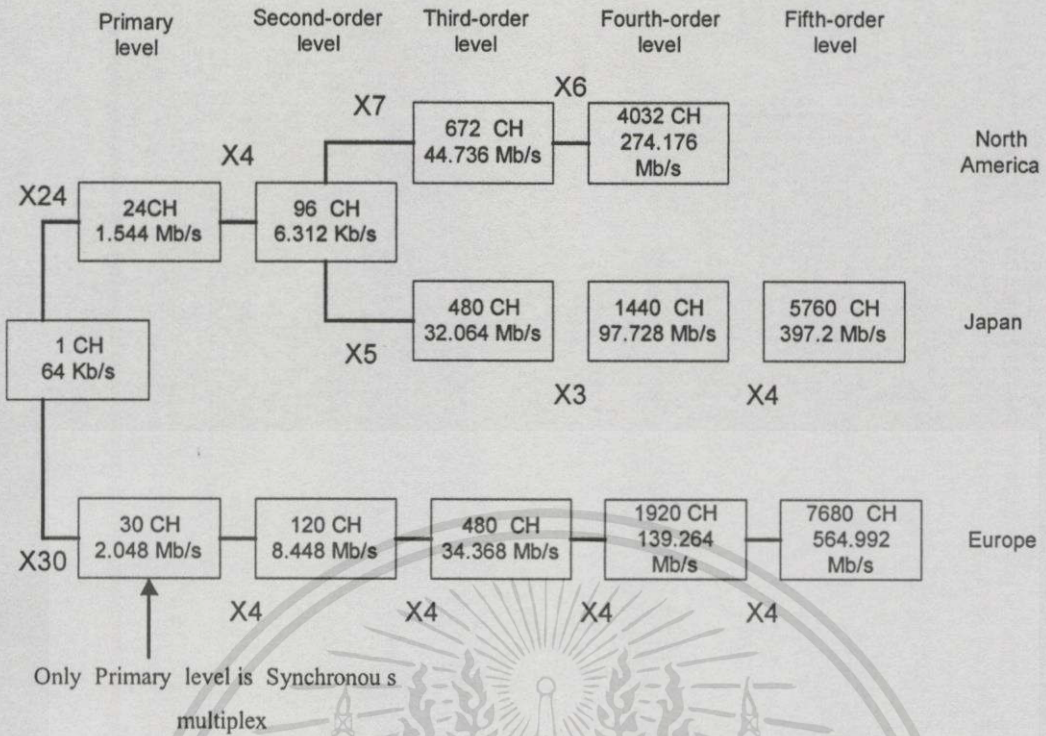 Primary
level
Second-order
level
Third-order
level
Fourth-order
level
Fifth-order
level
X7
X6
672 CH
44.736 Mb/s
4032 CH
274.176
Mb/s
North
America
X24
X4
24CH
1.544 Mb/s
96 CH
6.312 Kb/s
1 CH
64 Kb/s
480 CH
32.064 Mb/s
1440 CH
97.728 Mb/s
5760 CH
397.2 Mb/s
Japan
X5
X3
X4
30 CH
2.048 Mb/s
120 CH
8.448 Mb/s
480 CH
34.368 Mb/s
1920 CH
139.264
Mb/s
7680 CH
564.992
Mb/s
Europe
X30
X4
X4
X4
X4
Only Primary level is Synchronou s
multiplex